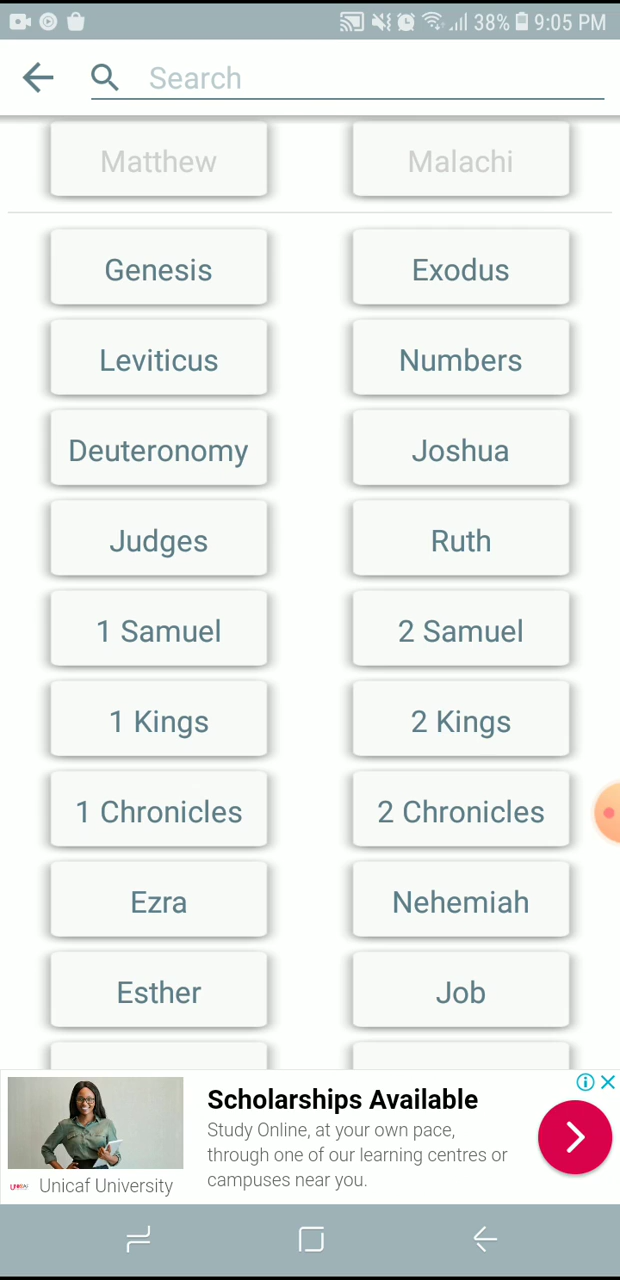 38% 9:05 PM
Search
Matthew
Malachi
Genesis
Exodus
Leviticus
Numbers
Deuteronomy
Joshua
Judges
Ruth
1 Samuel
2 Samuel
1 Kings
2 Kings
1 Chronicles
2 Chronicles
Ezra
Nehemiah
Esther
Job
Scholarships Available
Study Online, at your own pace,
through one of our learning centres or
campuses near you.
UNICAF Unicaf University